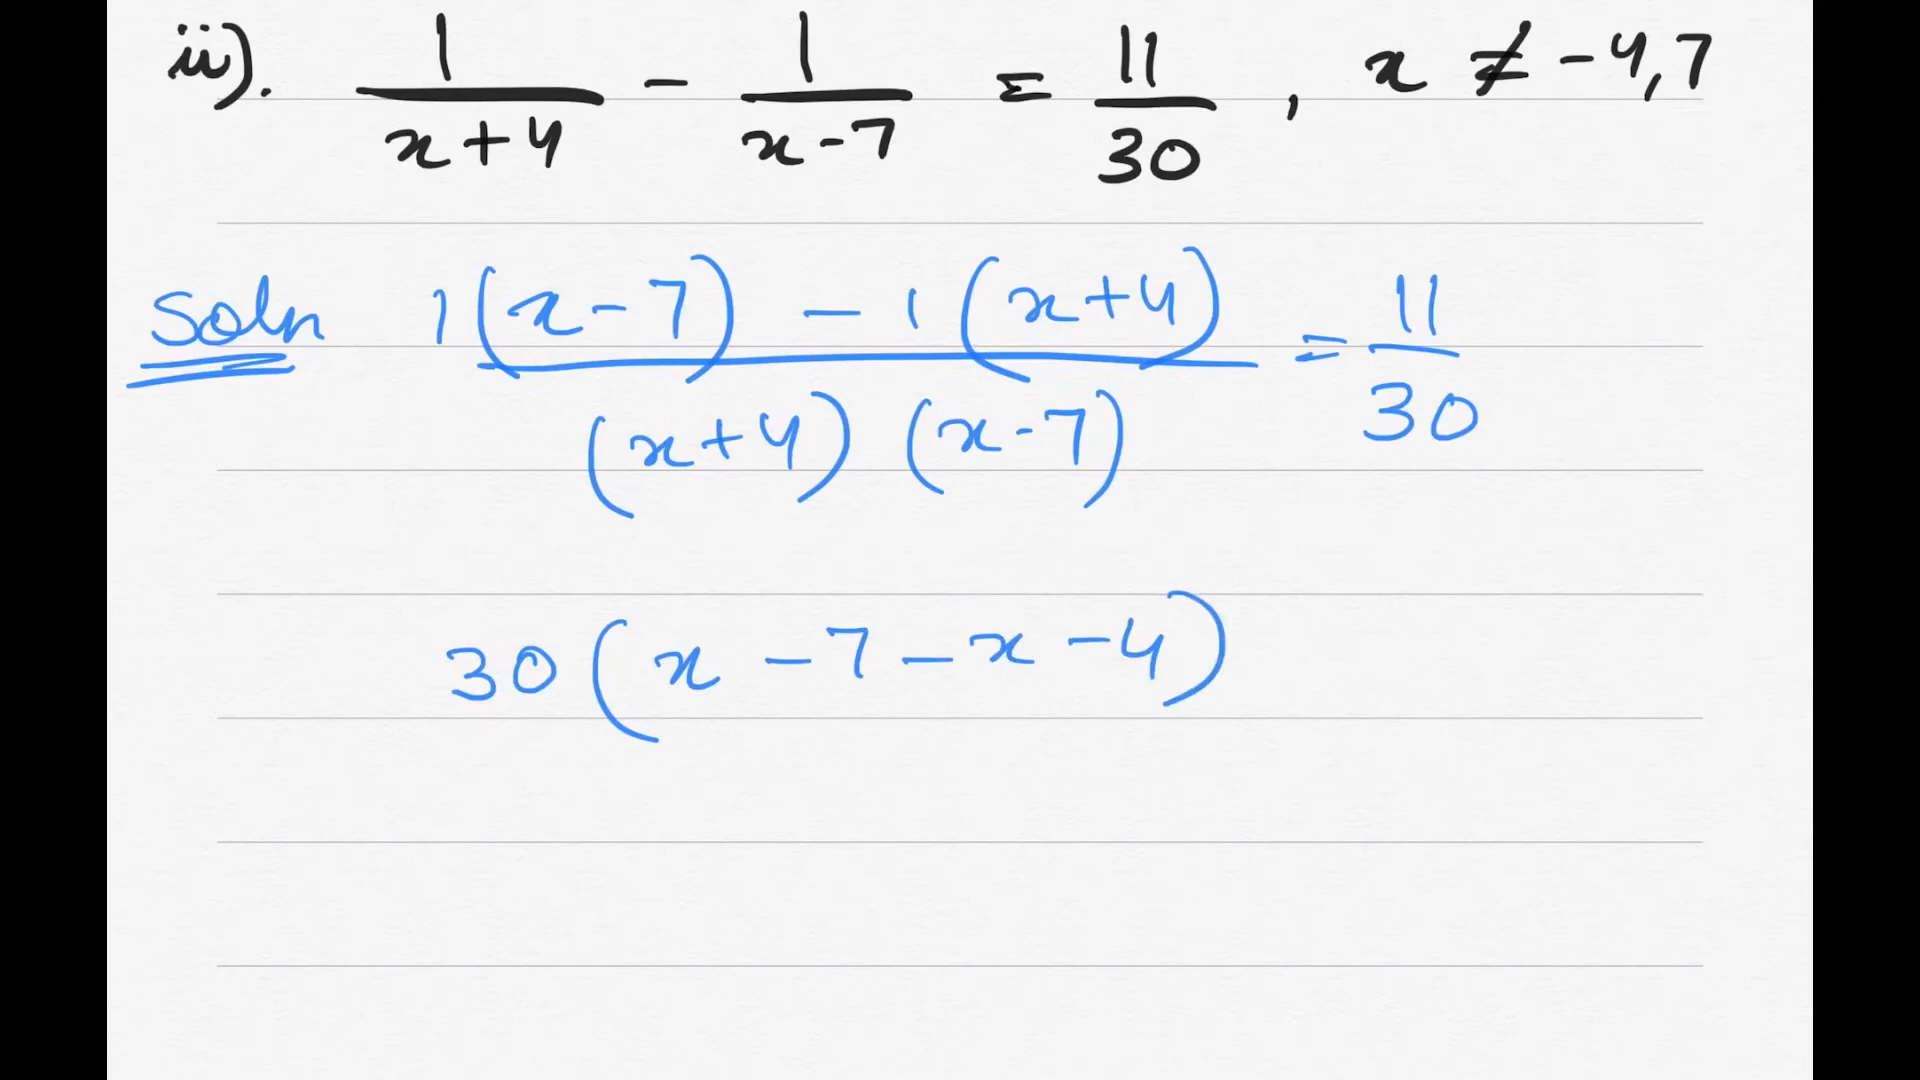 ii). 1/(x+4) - 1/(x-7) = 11/30 , x ≠ -4,7
Soln 1(x-7) - 1(x+4) / (x+4)(x-7) = 11/30
30(x-7-x-4)